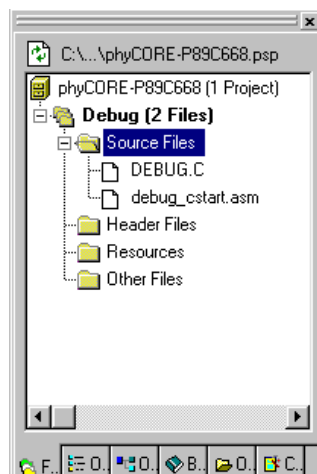 C:\...\phyCORE-P89C668.psp
phyCORE-P89C668 (1 Project)
Debug (2 Files)
Source Files
DEBUG.C
debug_cstart.asm
Header Files
Resources
Other Files
F.. O.. O.. B.. O.. C..